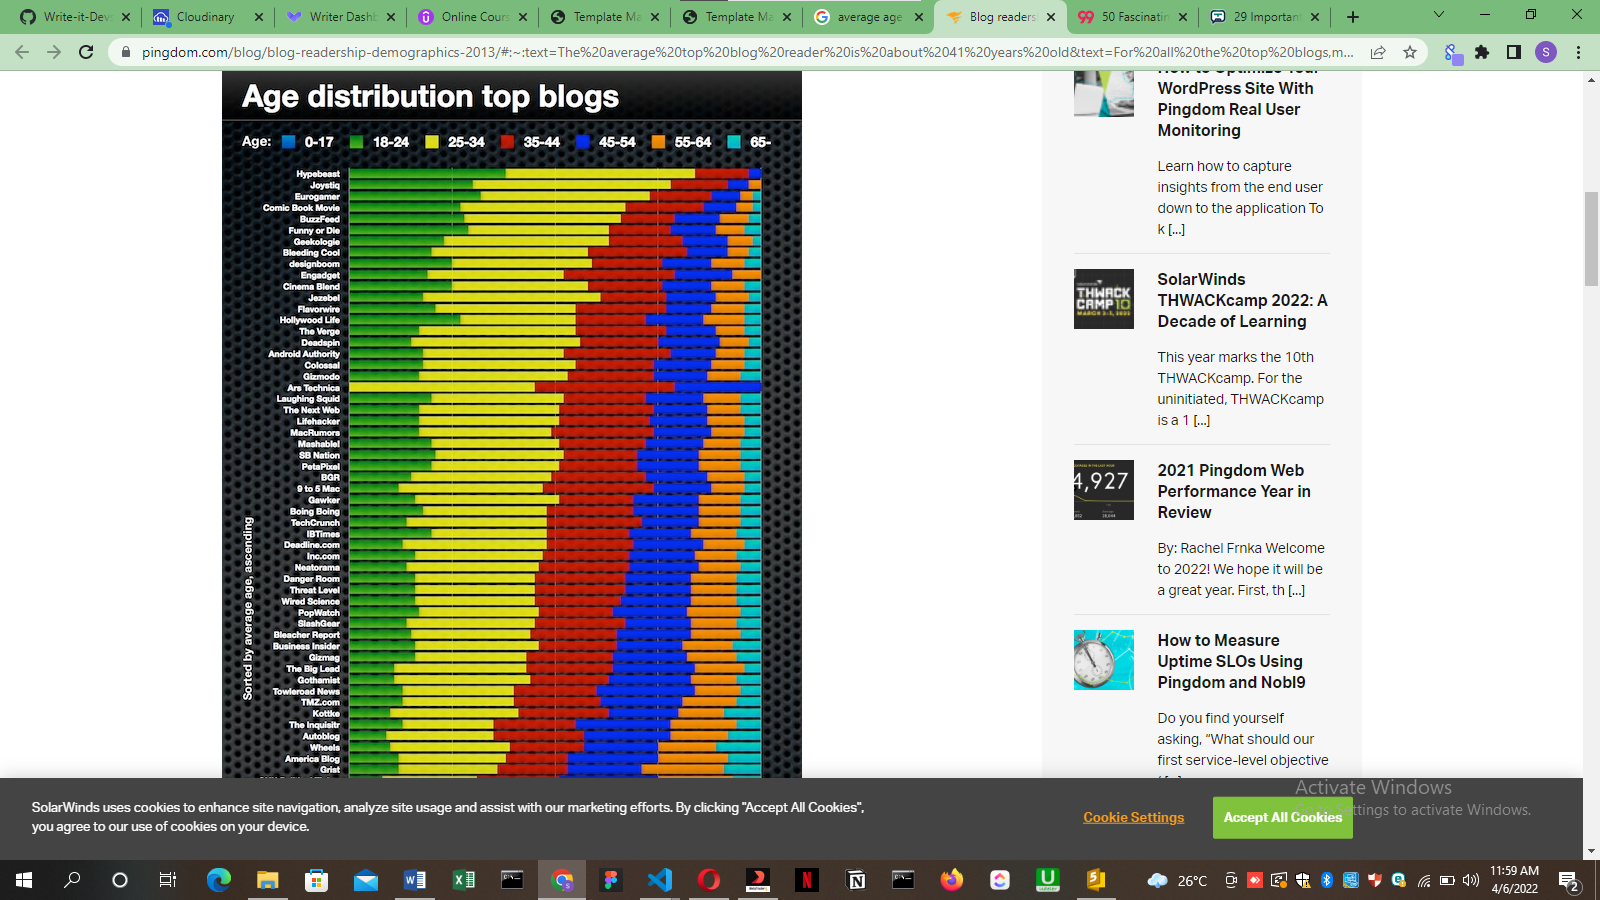 Write-it-Dev
Cloudinary
Writer Dashb
Online Cours
Template Ma
Template Ma
average age
Blog readers
50 Fascinatin
29 Important
pingdom.com/blog/blog-readership-demographics-2013/#:~:text=The%20average%20top%20blog%20reader%20is%20about%2041%20years%20old&text=For%20all%20the%20top%20blogs,m...
S
Age distribution top blogs
Age: 0-17 18-24 25-34 35-44 45-54 55-64 65-
Sorted by average age, ascending
Hypebeast
Joystiq
Eurogamer
Comic Book Movie
BuzzFeed
Funny or Die
Geekologie
Bleeding Cool
designboom
Engadget
Cinema Blend
Jezebel
Flavorwire
Hollywood Life
The Verge
Deadspin
Android Authority
Colossal
Gizmodo
Ars Technica
Laughing Squid
The Next Web
Lifehacker
MacRumors
Mashable!
SB Nation
PetaPixel
BGR
9 to 5 Mac
Gawker
Boing Boing
TechCrunch
IBTimes
Deadline.com
Inc.com
Neatorama
Danger Room
Threat Level
Wired Science
PopWatch
SlashGear
Bleacher Report
Business Insider
Gizmag
The Big Lead
Gothamist
Towleroad News
TMZ.com
Kottke
The Inquisitr
Autoblog
Wheels
America Blog
Grist
How to Optimize Your
WordPress Site With
Pingdom Real User
Monitoring
Learn how to capture
insights from the end user
down to the application To
k [...]
THWACK
CAMP10
SolarWinds
THWACKcamp 2022: A
Decade of Learning
This year marks the 10th
THWACKcamp. For the
uninitiated, THWACKcamp
is a 1 [...]
4,927
2021 Pingdom Web
Performance Year in
Review
By: Rachel Frnka Welcome
to 2022! We hope it will be
a great year. First, th [...]
How to Measure
Uptime SLOs Using
Pingdom and Nobl9
Do you find yourself
asking, “What should our
first service-level objective
SolarWinds uses cookies to enhance site navigation, analyze site usage and assist with our marketing efforts. By clicking "Accept All Cookies",
you agree to our use of cookies on your device.
Cookie Settings
Accept All Cookies
Activate Windows
Settings to activate Windows.
26°C
11:59 AM
4/6/2022
2